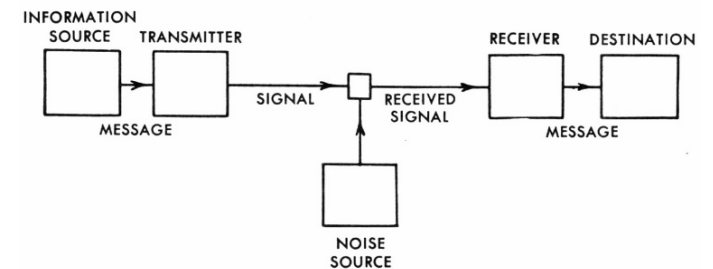 INFORMATION
SOURCE
TRANSMITTER
RECEIVER
DESTINATION
SIGNAL
RECEIVED
SIGNAL
MESSAGE
MESSAGE
NOISE
SOURCE